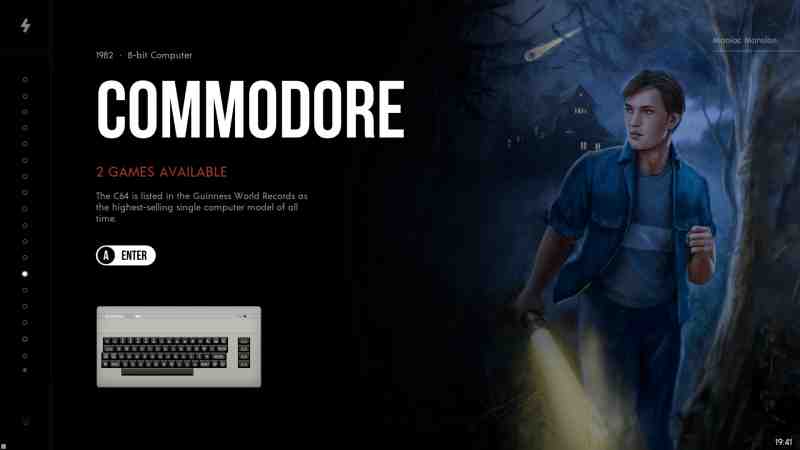 1982 · 8-bit Computer
Maniac Mansion
COMMODORE
2 GAMES AVAILABLE
The C64 is listed in the Guinness World Records as
the highest-selling single computer model of all
time.
A ENTER
19:41